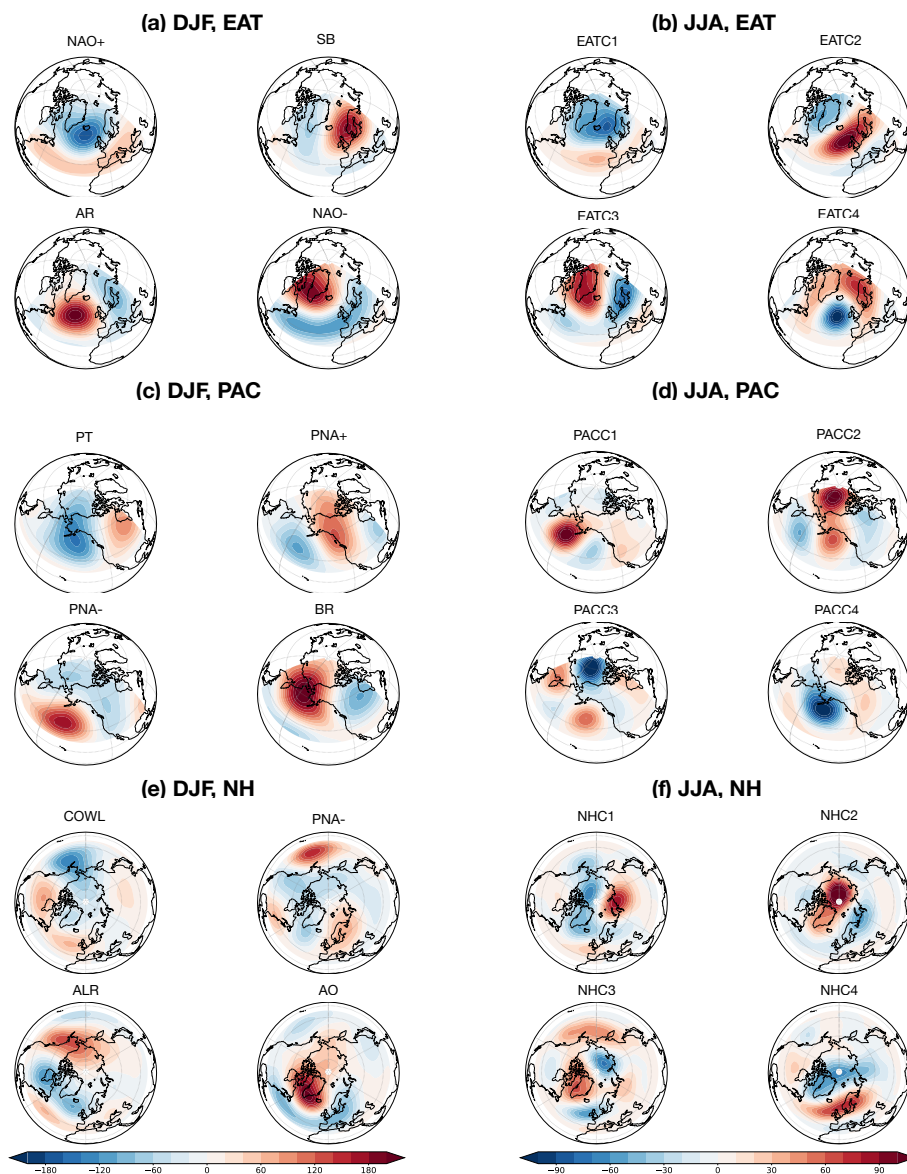 (a) DJF, EAT
(b) JJA, EAT
NAO+ SB EATC1 EATC2
AR NAO- EATC3 EATC4
(c) DJF, PAC
(d) JJA, PAC
PT PNA+ PACC1 PACC2
PNA- BR PACC3 PACC4
(e) DJF, NH
(f) JJA, NH
COWL PNA- NHC1 NHC2
ALR AO NHC3 NHC4
−180 −120 −60 0 60 120 180
−90 −60 −30 0 30 60 90